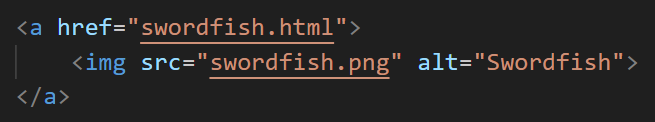 <a href="swordfish.html">
    <img src="swordfish.png" alt="Swordfish">
</a>